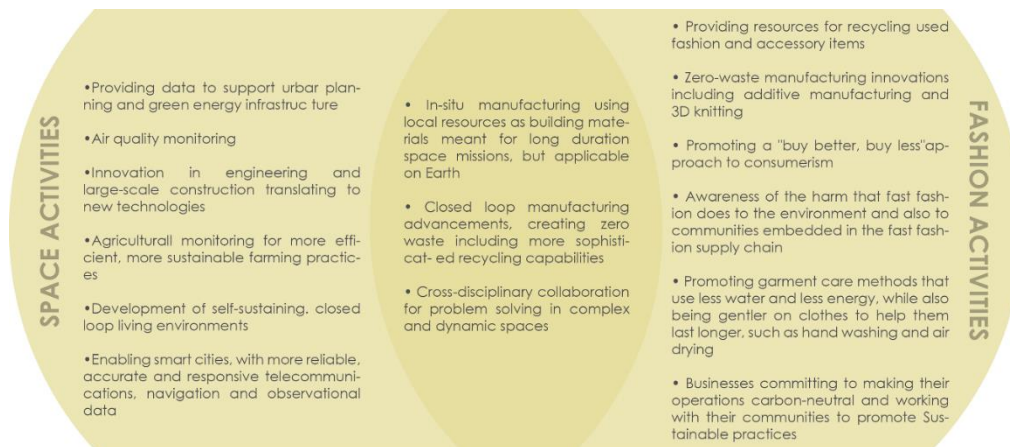 SPACE ACTIVITIES
•Providing data to support urbar plan-
ning and green energy infrastruc ture
•Air quality monitoring
•Innovation in engineering and
large-scale construction translating to
new technologies
•Agriculturall monitoring for more effi-
cient, more sustainable farming practic-
es
•Development of self-sustaining. closed
loop living environments
•Enabling smart cities, with more reliable,
accurate and responsive telecommuni-
cations, navigation and observational
data
• In-situ manufacturing using
local resources as building mate-
rials meant for long duration
space missions, but applicable
on Earth
• Closed loop manufacturing
advancements, creating zero
waste including more sophisti-
cat- ed recycling capabilities
• Cross-disciplinary collaboration
for problem solving in complex
and dynamic spaces
• Providing resources for recycling used
fashion and accessory items
• Zero-waste manufacturing innovations
including additive manufacturing and
3D knitting
• Promoting a "buy better, buy less"ap-
proach to consumerism
• Awareness of the harm that fast fash-
ion does to the environment and also to
communities embedded in the fast fash-
ion supply chain
• Promoting garment care methods that
use less water and less energy, while also
being gentler on clothes to help them
last longer, such as hand washing and air
drying
• Businesses committing to making their
operations carbon-neutral and working
with their communities to promote Sus-
tainable practices
FASHION ACTIVITIES